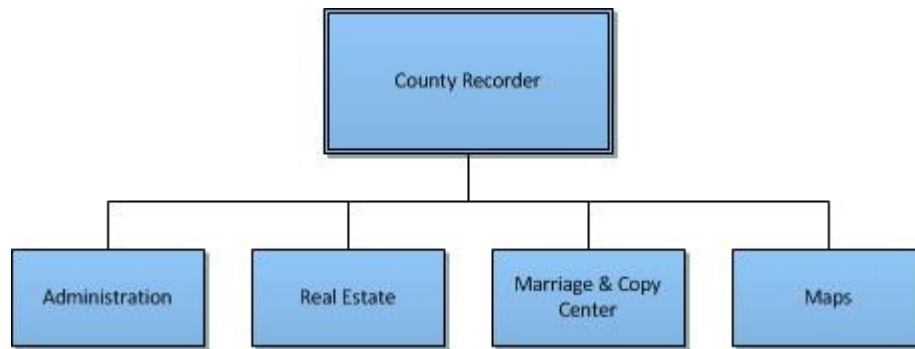 County Recorder
Administration
Real Estate
Marriage & Copy
Center
Maps